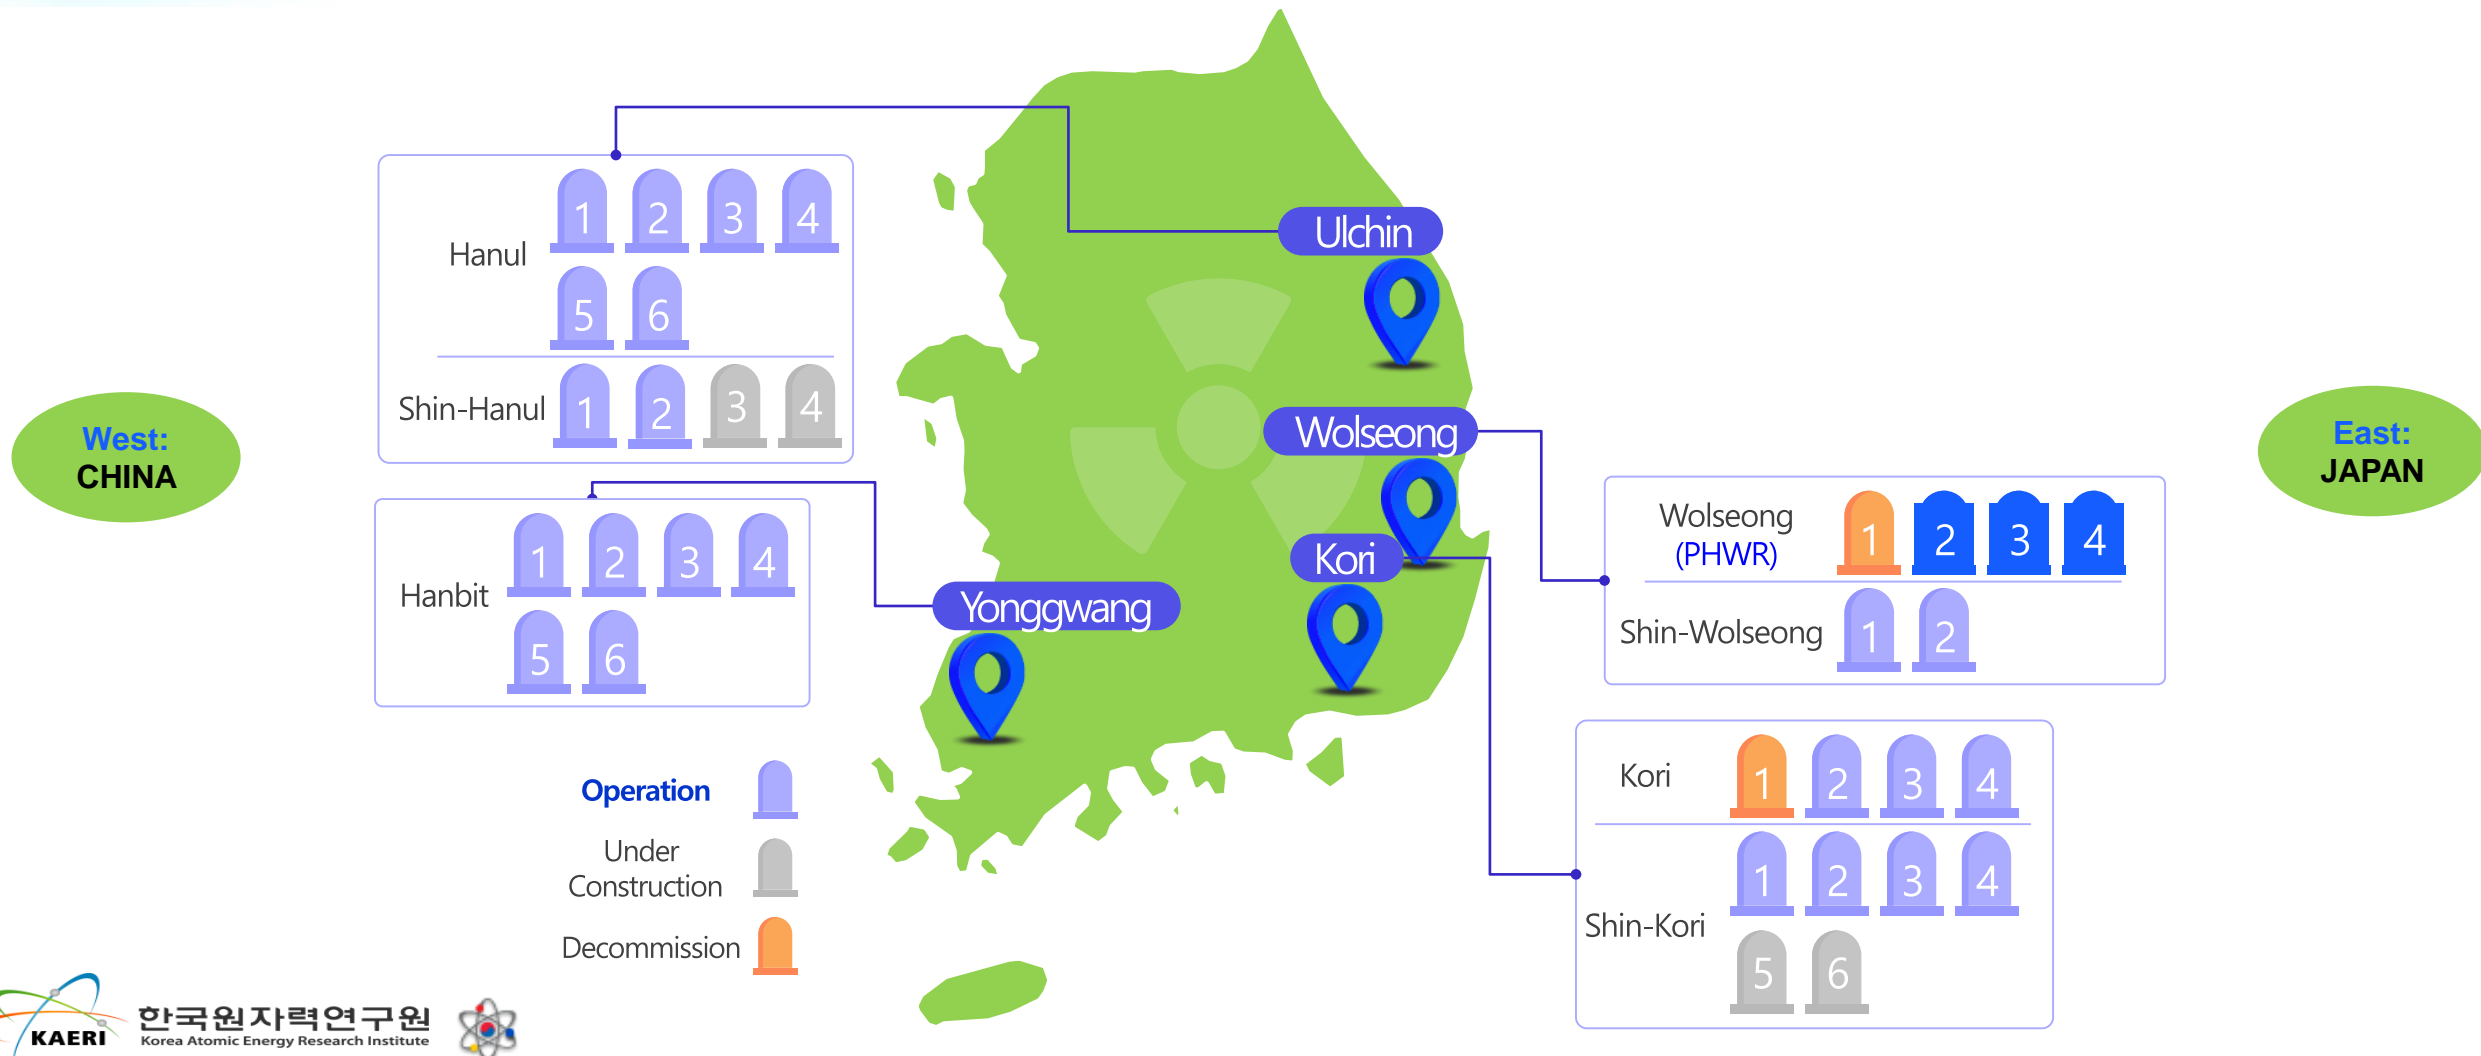 Ulchin
Hanul
1 2 3 4
5 6
Shin-Hanul
1 2 3 4
West:
CHINA
Wolseong
East:
JAPAN
Hanbit
1 2 3 4
5 6
Yonggwang
Kori
Wolseong
(PHWR)
1 2 3 4
Shin-Wolseong
1 2
Kori
1 2 3 4
Shin-Kori
1 2 3 4
5 6
Operation
Under
Construction
Decommission
KAERI
한국원자력연구원
Korea Atomic Energy Research Institute